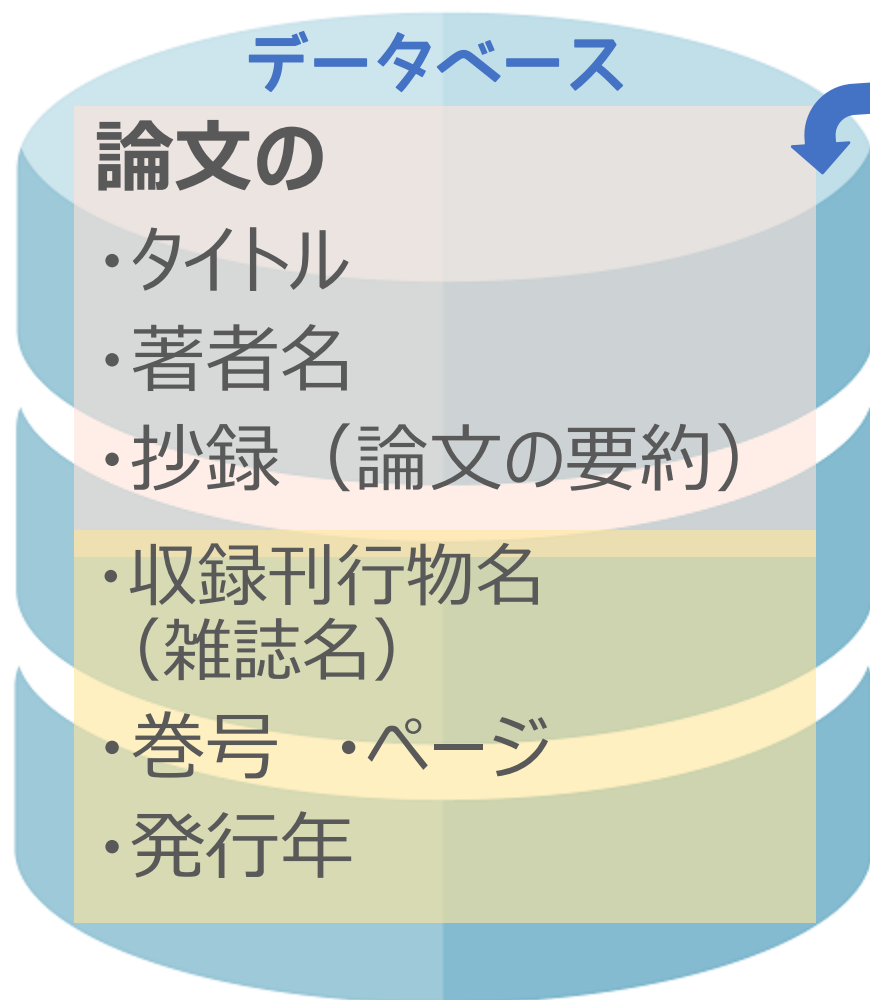 データベース
論文の
・タイトル
・著者名
・抄録（論文の要約）
・収録刊行物名
（雑誌名）
・巻号　・ページ
・発行年